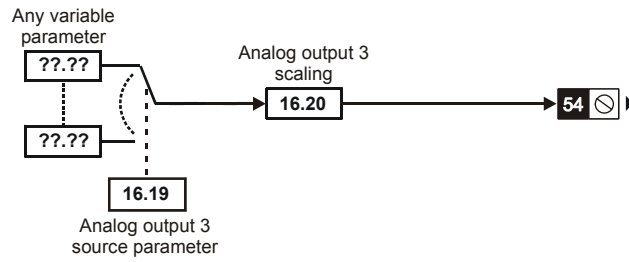 Any variable
parameter
??.??
??.??
16.19
Analog output 3
source parameter
Analog output 3
scaling
16.20
54